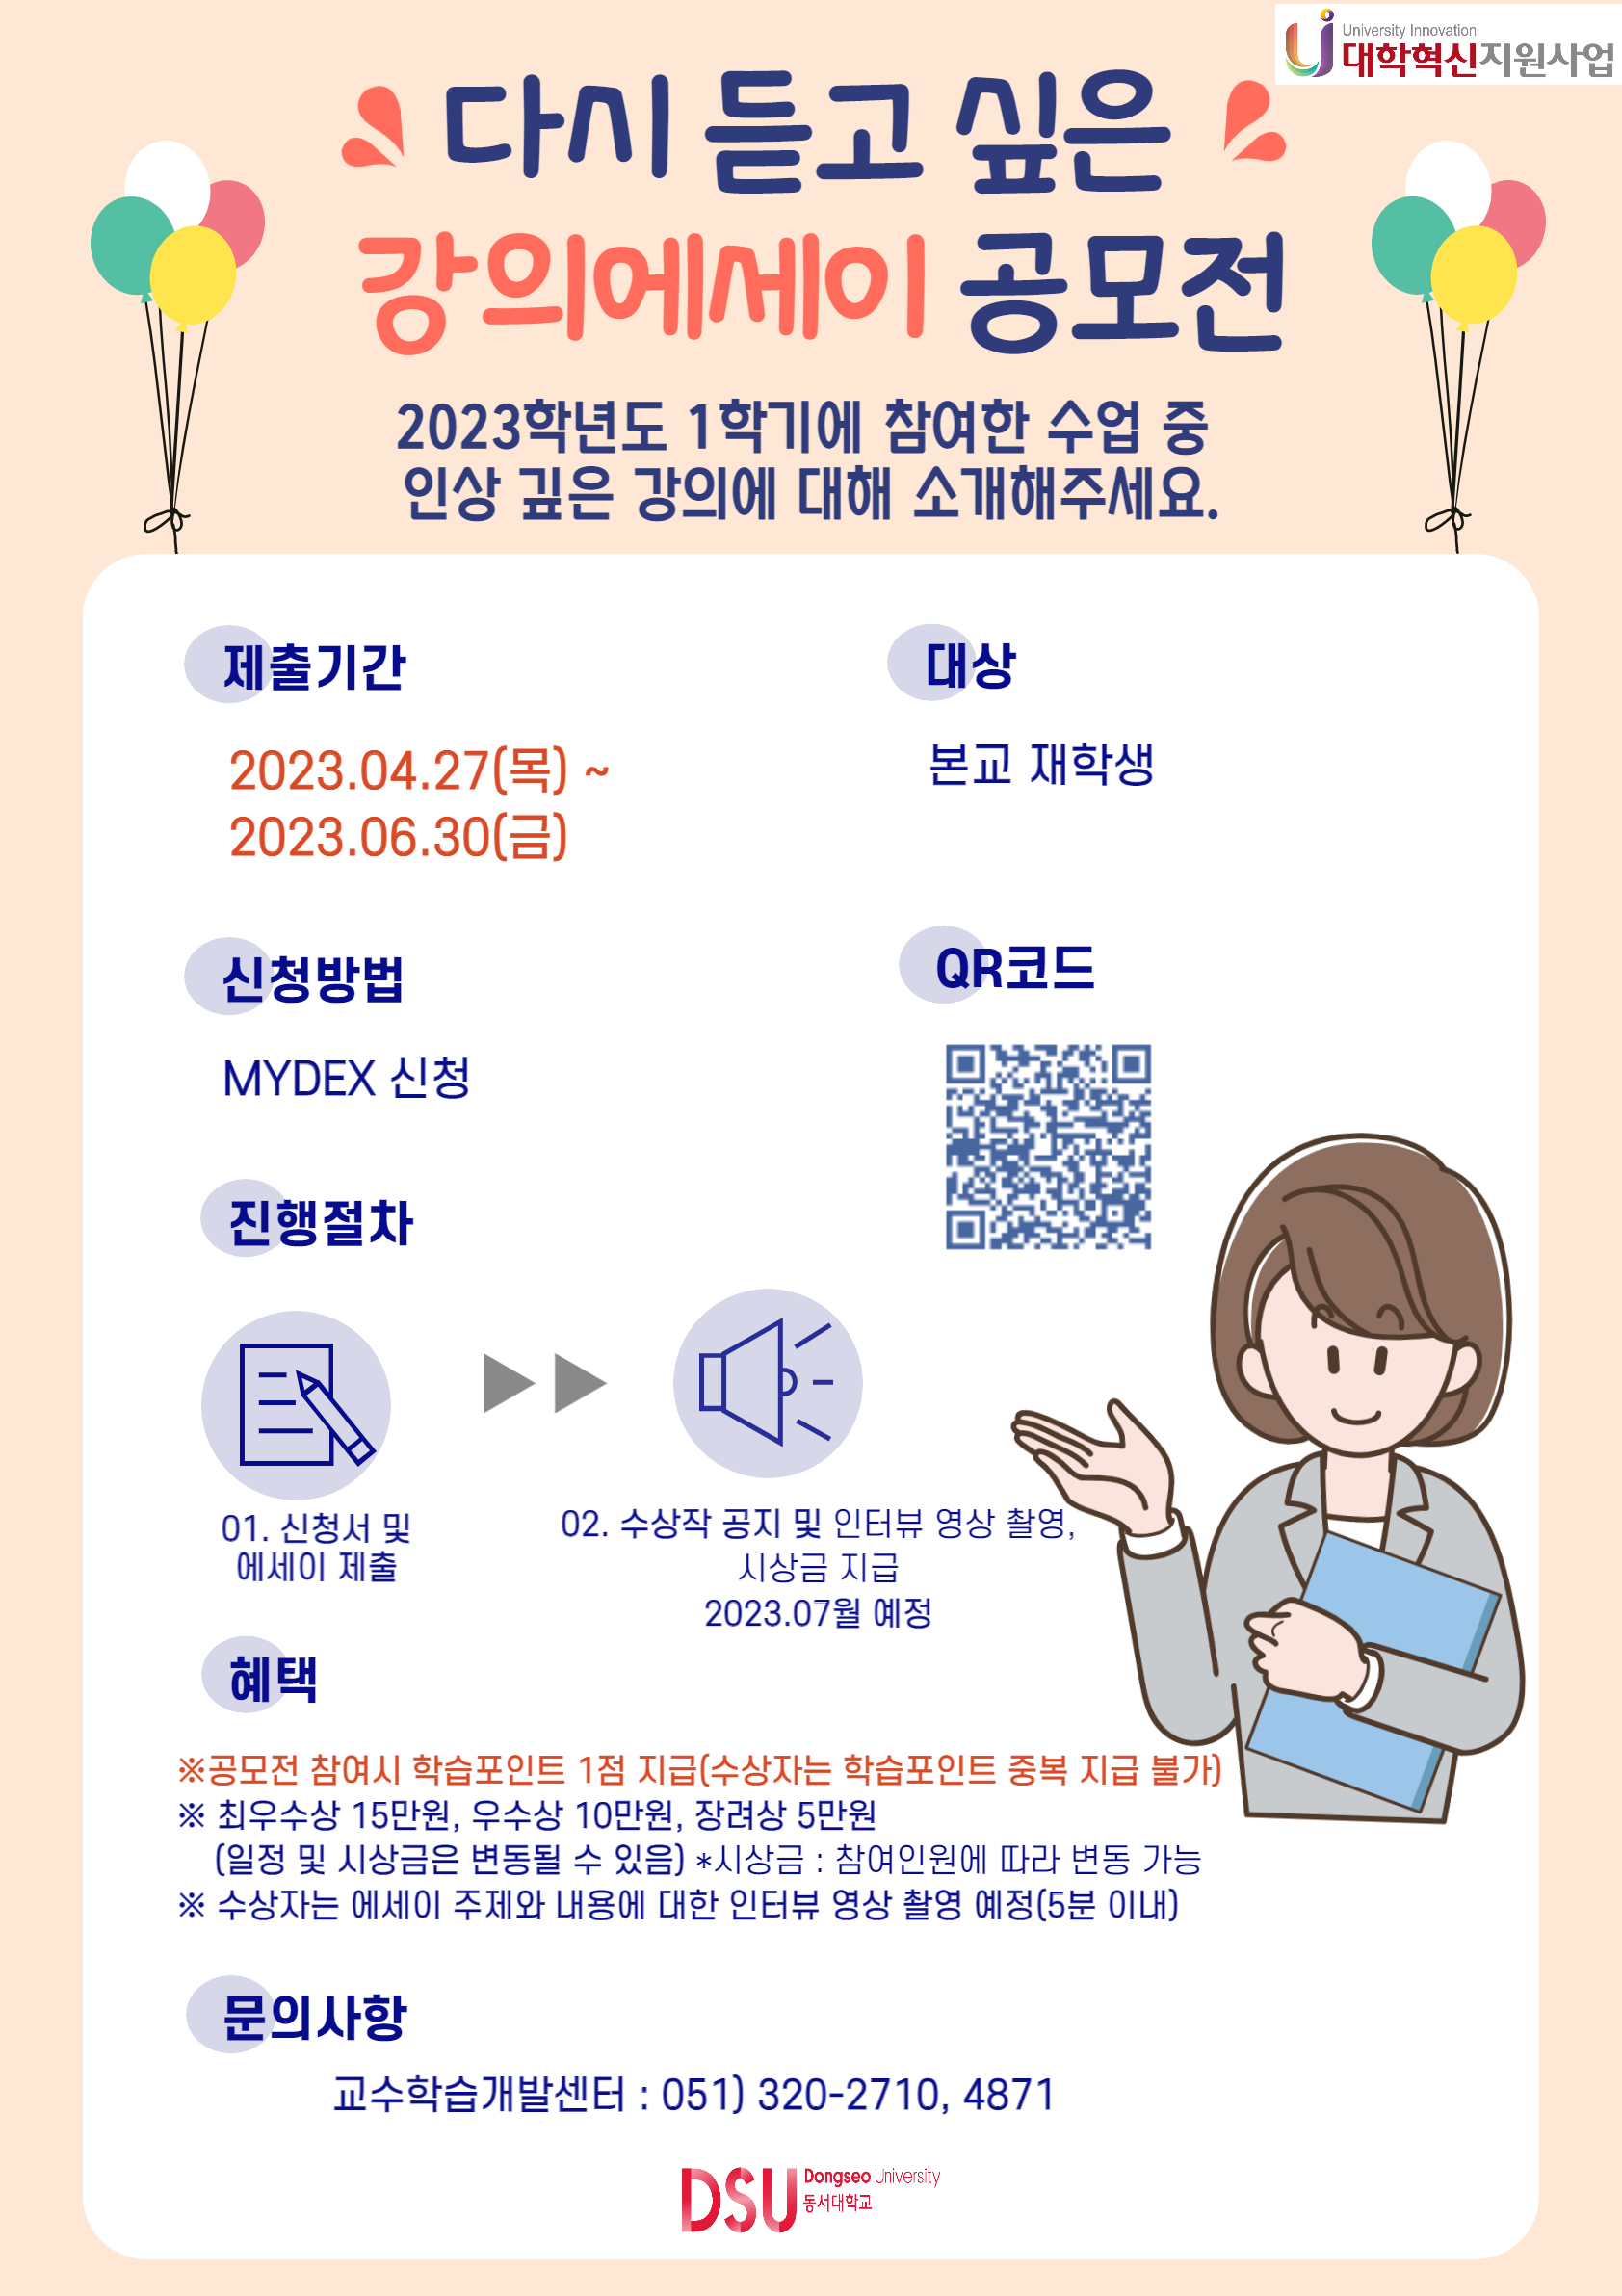 University Innovation
대학혁신지원사업
다시 듣고 싶은
강의에세이 공모전
2023학년도 1학기에 참여한 수업 중
인상 깊은 강의에 대해 소개해주세요.
제출기간
2023.04.27(목) ~
2023.06.30(금)
대상
본교 재학생
신청방법
MYDEX 신청
QR코드
진행절차
01. 신청서 및
에세이 제출
02. 수상작 공지 및 인터뷰 영상 촬영,
시상금 지급
2023.07월 예정
혜택
※공모전 참여시 학습포인트 1점 지급(수상자는 학습포인트 중복 지급 불가)
※ 최우수상 15만원, 우수상 10만원, 장려상 5만원
(일정 및 시상금은 변동될 수 있음) *시상금 : 참여인원에 따라 변동 가능
※ 수상자는 에세이 주제와 내용에 대한 인터뷰 영상 촬영 예정(5분 이내)
문의사항
교수학습개발센터 : 051) 320-2710, 4871
DSU Dongseo University
동서대학교